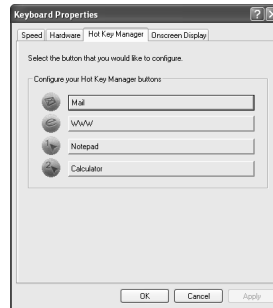 Keyboard Properties
Speed Hardware Hot Key Manager Onscreen Display
Select the button that you would like to configure.
Configure your Hot Key Manager buttons
Mail
WWW
Notepad
Calculator
OK Cancel Apply